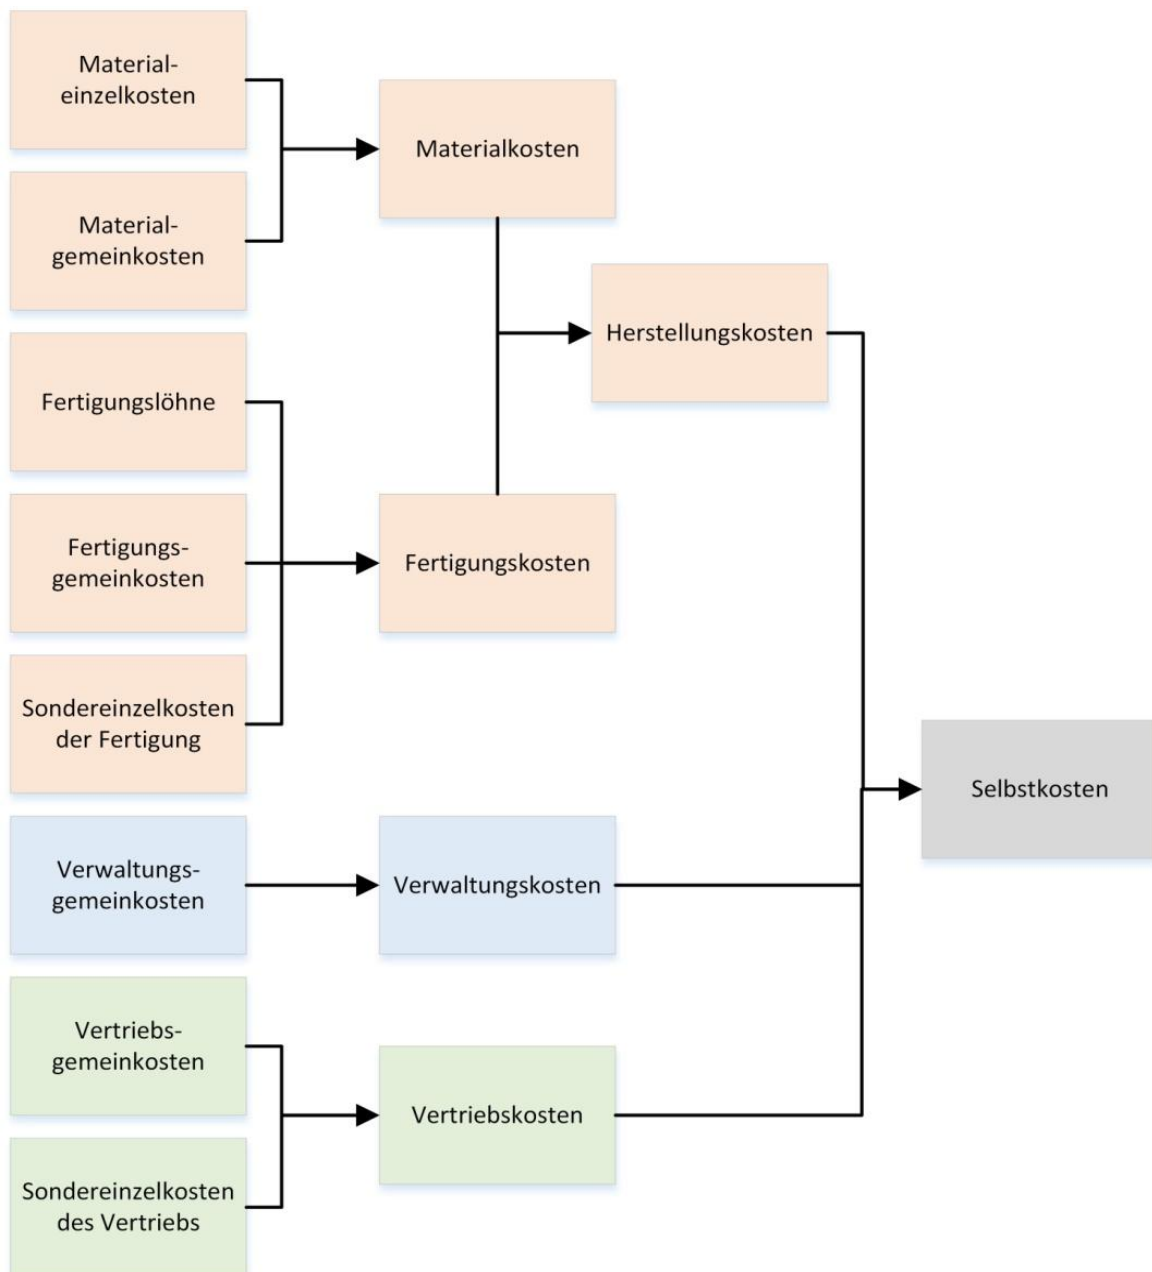 Material-
einzelkosten
Material-
gemeinkosten
Fertigungslöhne
Fertigungs-
gemeinkosten
Sondereinzelkosten
der Fertigung
Verwaltungs-
gemeinkosten
Vertriebs-
gemeinkosten
Sondereinzelkosten
des Vertriebs
Materialkosten
Fertigungskosten
Verwaltungskosten
Vertriebskosten
Herstellungskosten
Selbstkosten